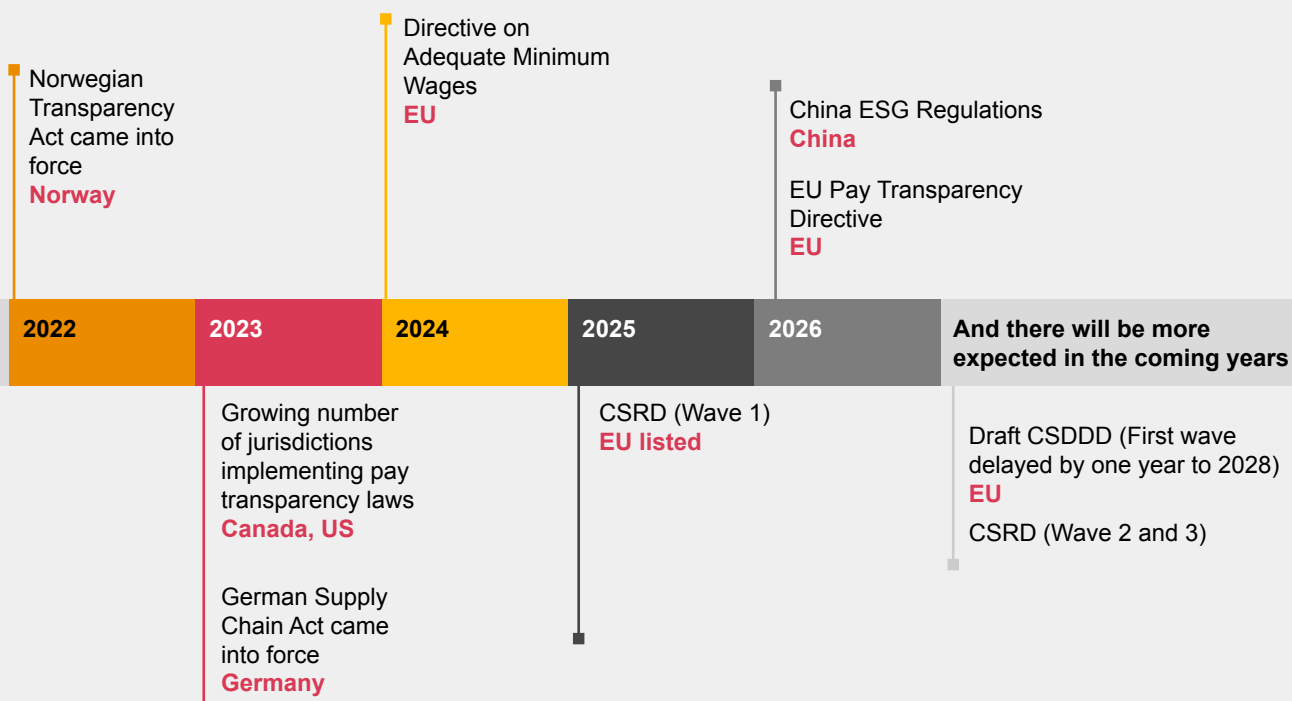 Norwegian
Transparency
Act came into
force
Norway
Directive on
Adequate Minimum
Wages
EU
China ESG Regulations
China
EU Pay Transparency
Directive
EU
2022
2023
2024
2025
2026
And there will be more
expected in the coming years
Growing number
of jurisdictions
implementing pay
transparency laws
Canada, US
German Supply
Chain Act came
into force
Germany
CSRD (Wave 1)
EU listed
Draft CSDDD (First wave
delayed by one year to 2028)
EU
CSRD (Wave 2 and 3)